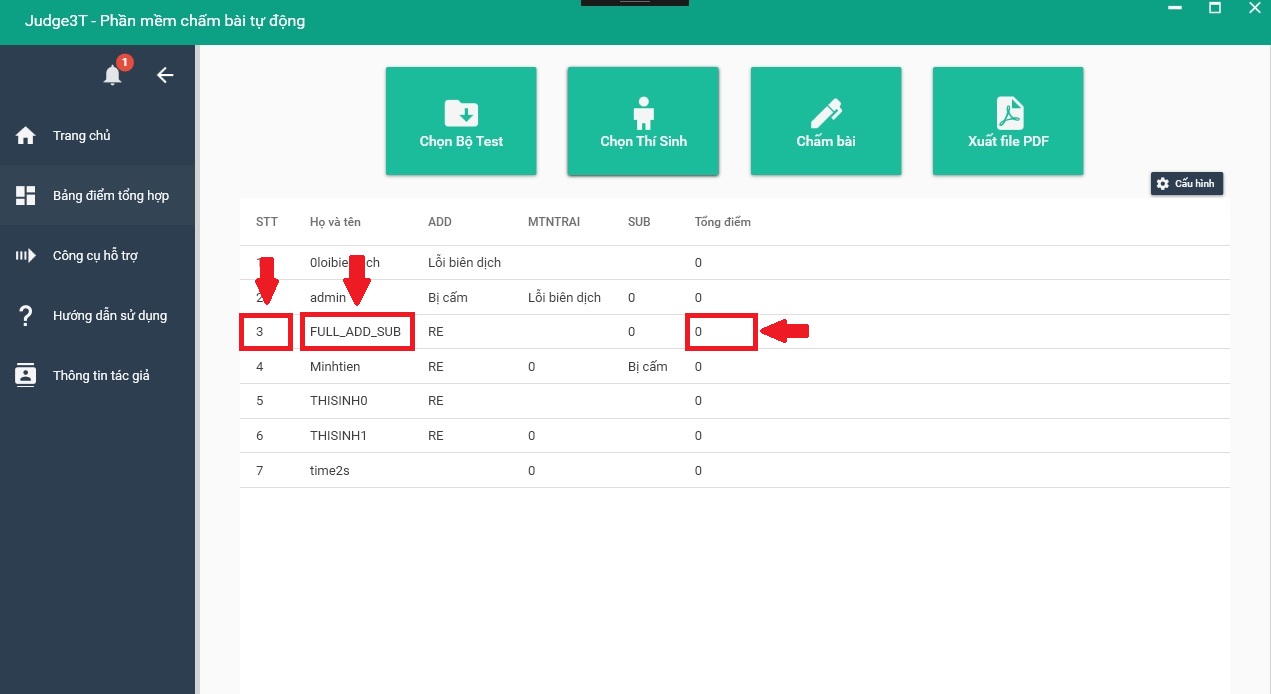 Judge3T - Phần mềm chấm bài tự động
1
Trang chủ
Bảng điểm tổng hợp
Công cụ hỗ trợ
Hướng dẫn sử dụng
Thông tin tác giả
Chọn Bộ Test Chọn Thí Sinh Chấm bài Xuất file PDF
Cấu hình
STT Họ và tên ADD MTNTRAI SUB Tổng điểm
Lỗi biên dịch 0
2 admin Bị cấm Lỗi biên dịch 0 0
3 FULL_ADD_SUB RE 0 0
4 Minhtien RE 0 Bị cấm 0
5 THISINH0 RE 0
6 THISINH1 RE 0 0
7 time2s 0 0